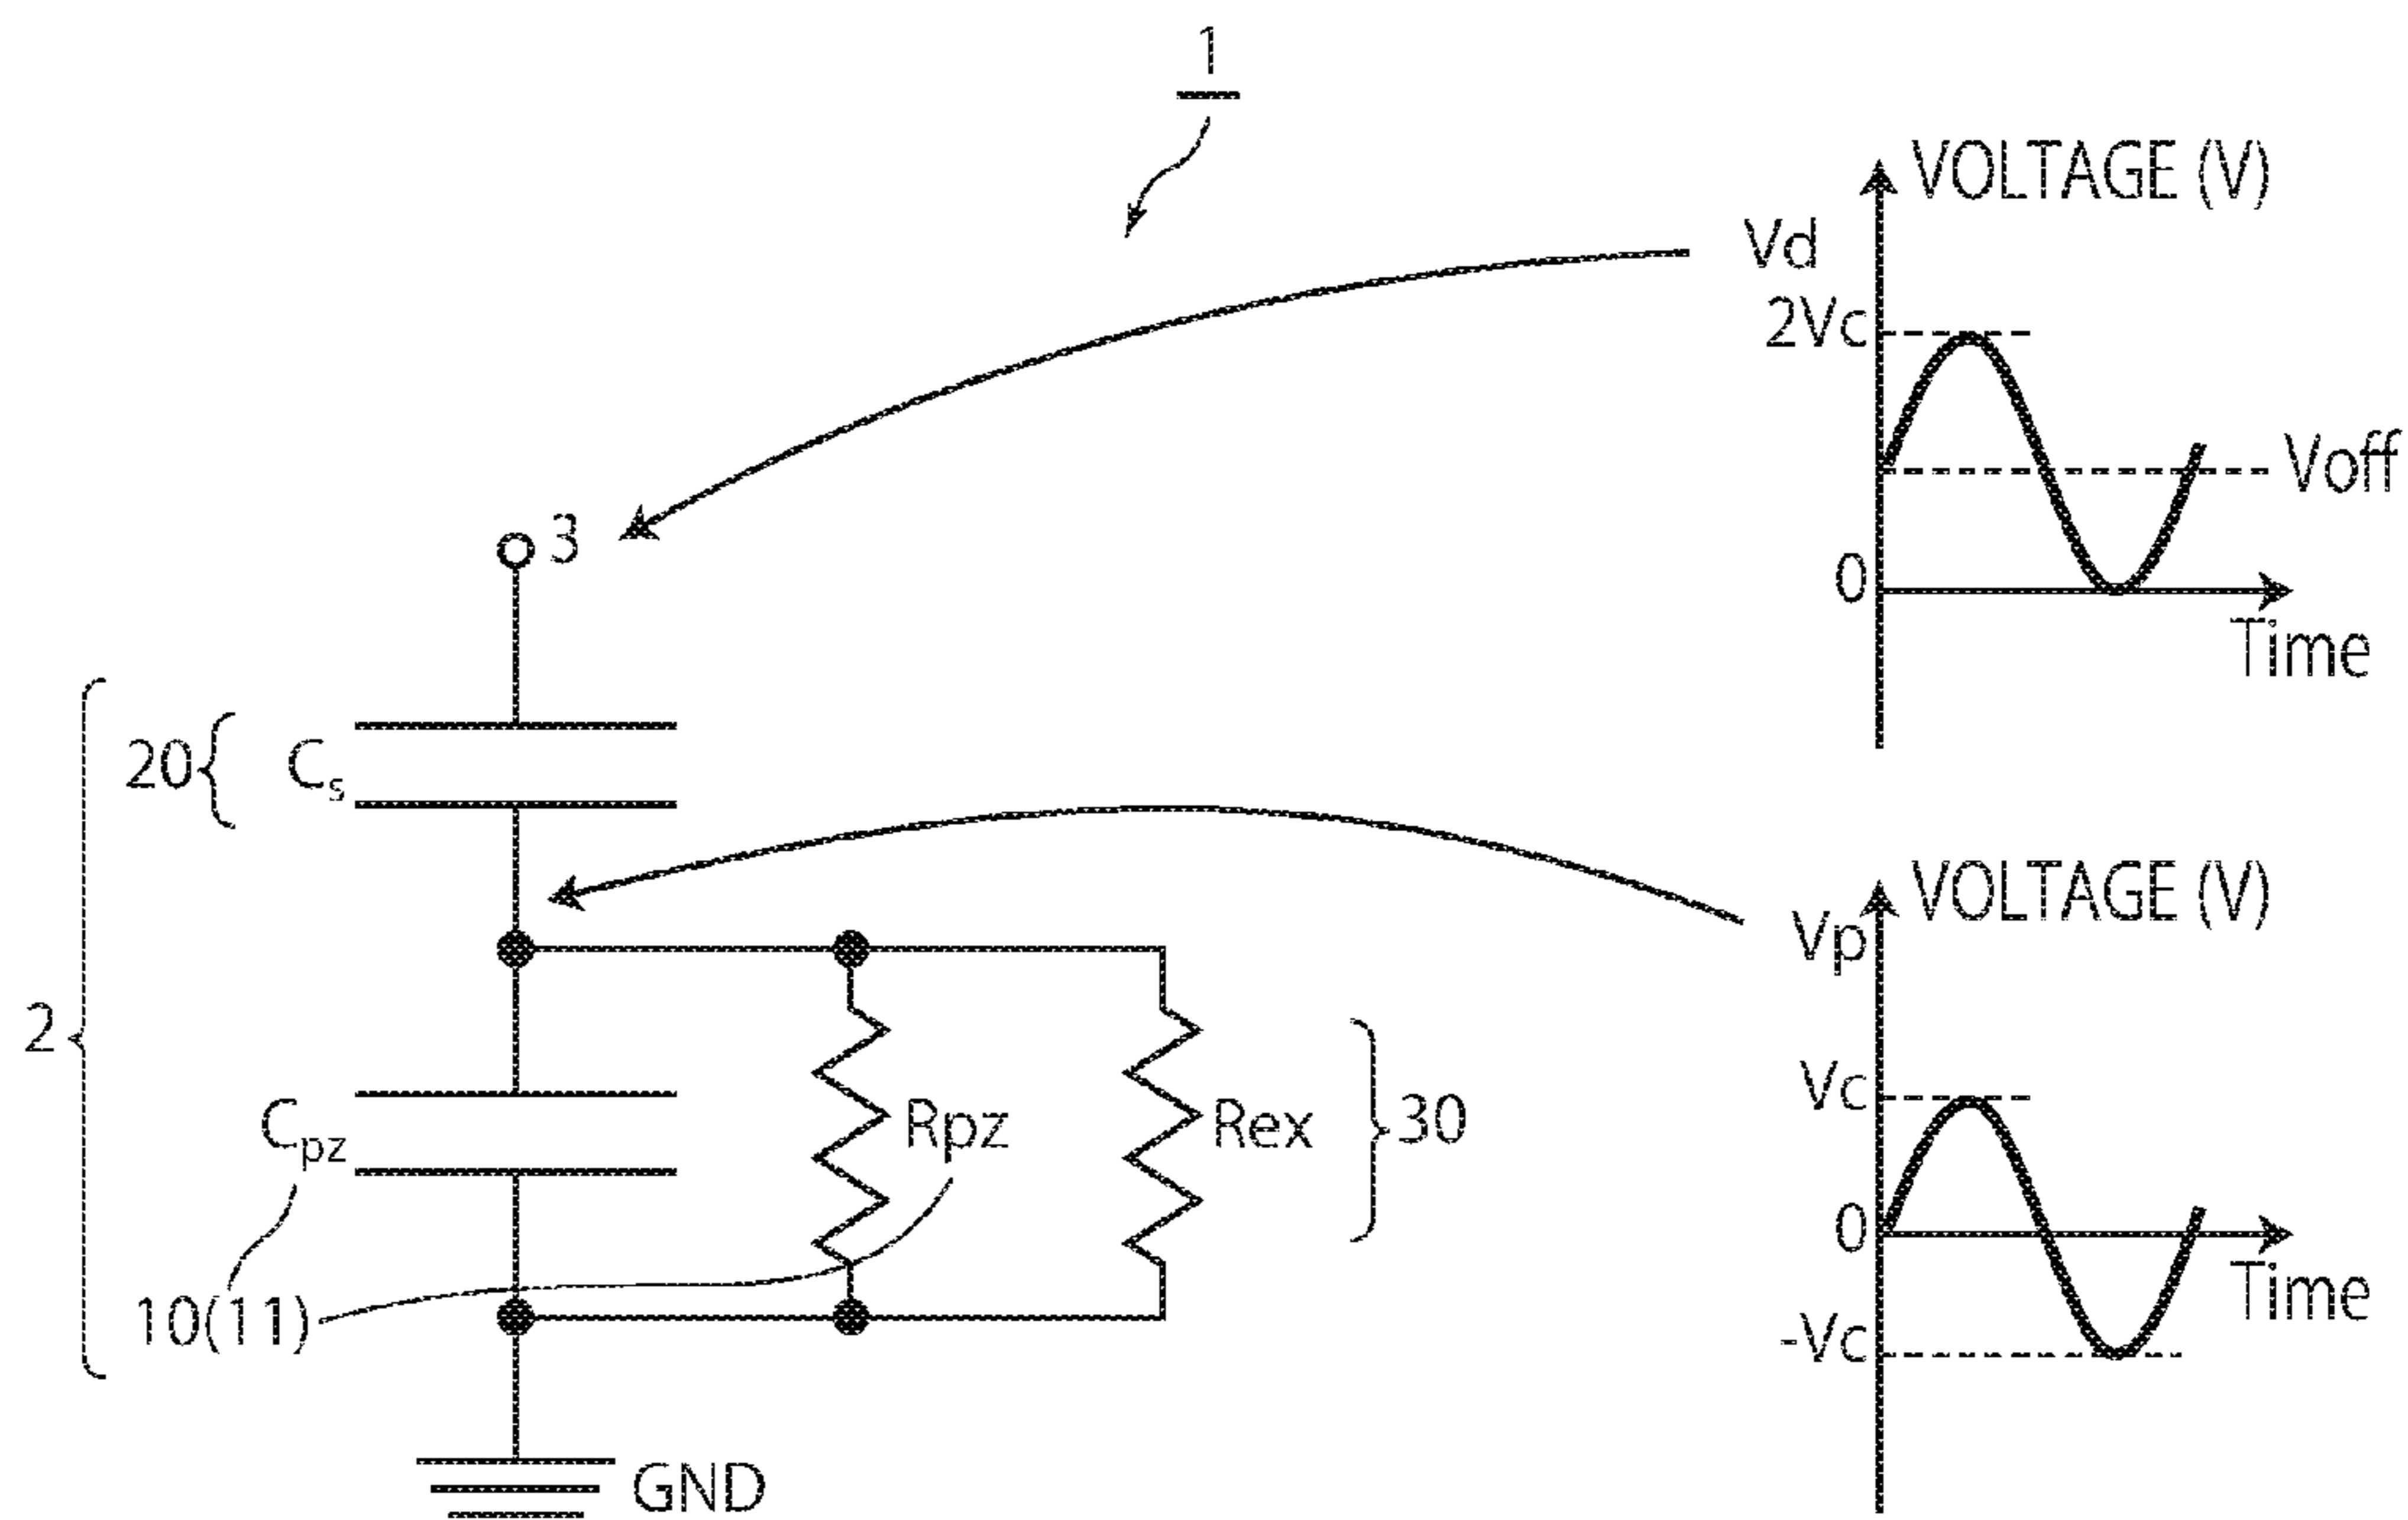 1
VOLTAGE (V)
Vd
2Vc
Voff
0
Time
3
20
Cs
2
VOLTAGE (V)
Vp
Vc
0
Time
-Vc
Cpz
Rpz
Rex
30
10(11)
GND